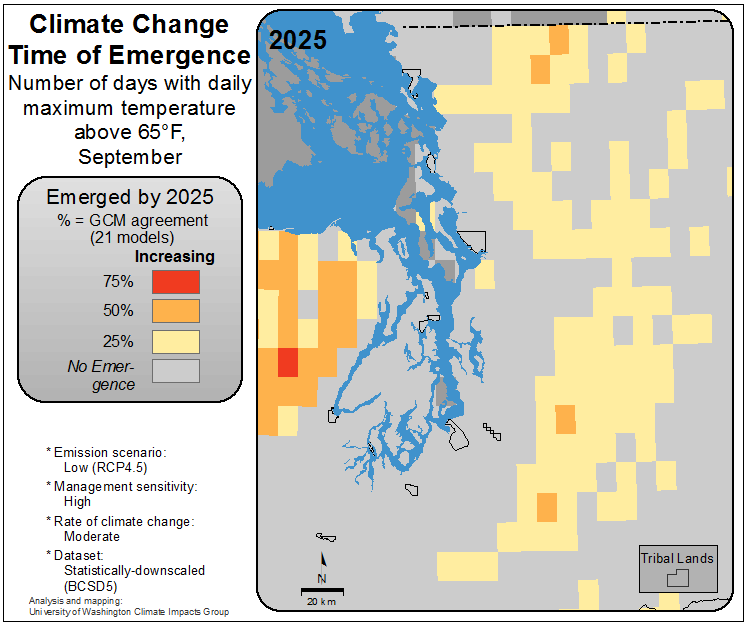 Climate Change
Time of Emergence
Number of days with daily
maximum temperature
above 65°F,
September
Emerged by 2025
% = GCM agreement
(21 models)
Increasing
75%
50%
25%
No Emer-
gence
* Emission scenario:
Low (RCP4.5)
* Management sensitivity:
High
* Rate of climate change:
Moderate
* Dataset:
Statistically-downscaled
(BCSD5)
Analysis and mapping:
University of Washington Climate Impacts Group
2025
N
20 km
Tribal Lands